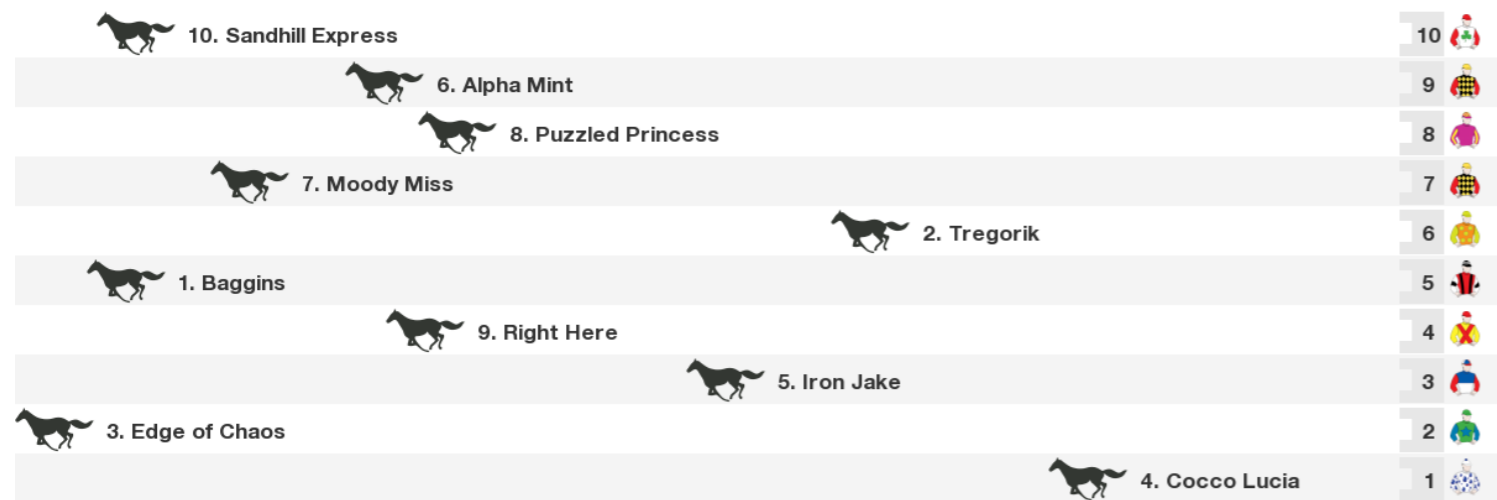 10. Sandhill Express 10
6. Alpha Mint 9
8. Puzzled Princess 8
7. Moody Miss 7
2. Tregorik 6
1. Baggins 5
9. Right Here 4
5. Iron Jake 3
3. Edge of Chaos 2
4. Cocco Lucia 1